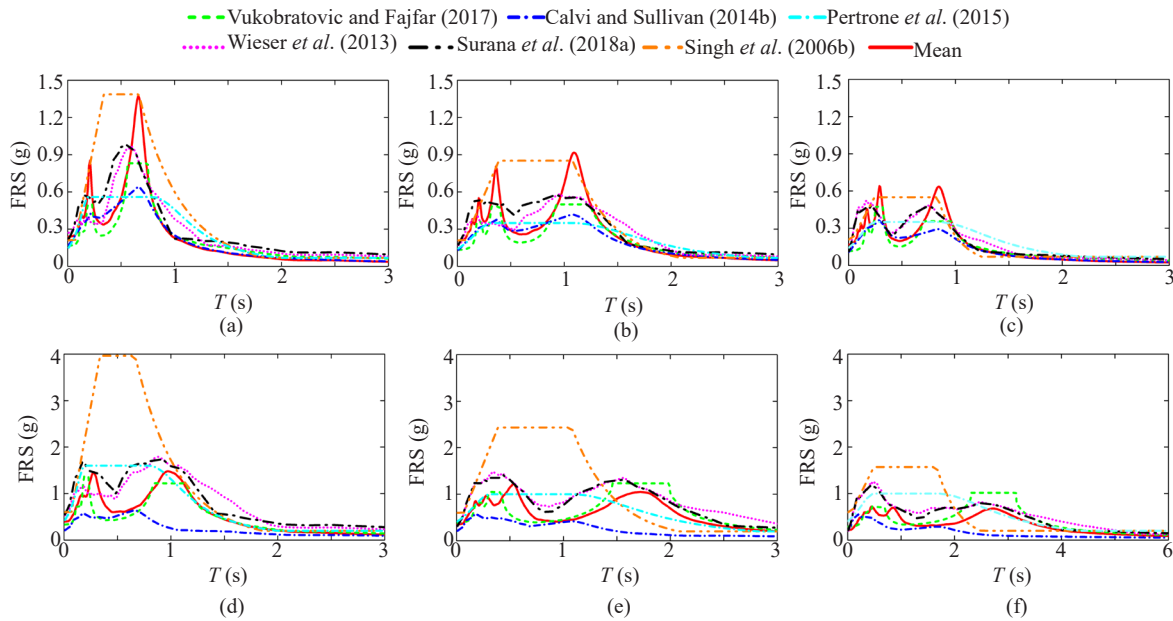 Vukobratovic and Fajfar (2017) Calvi and Sullivan (2014b) Pertrone et al. (2015)
Wieser et al. (2013) Surana et al. (2018a) Singh et al. (2006b) Mean
1.5 1.5 1.5
1.2 1.2 1.2
0.9 0.9 0.9
0.6 0.6 0.6
0.3 0.3 0.3
0 0 0
FRS (g) FRS (g) FRS (g)
0 1 2 3 0 1 2 3 0 1 2 3
T (s) T (s) T (s)
(a) (b) (c)
4 4 4
3 3 3
2 2 2
1 1 1
0 0 0
FRS (g) FRS (g) FRS (g)
0 1 2 3 0 1 2 3 0 2 4 6
T (s) T (s) T (s)
(d) (e) (f)